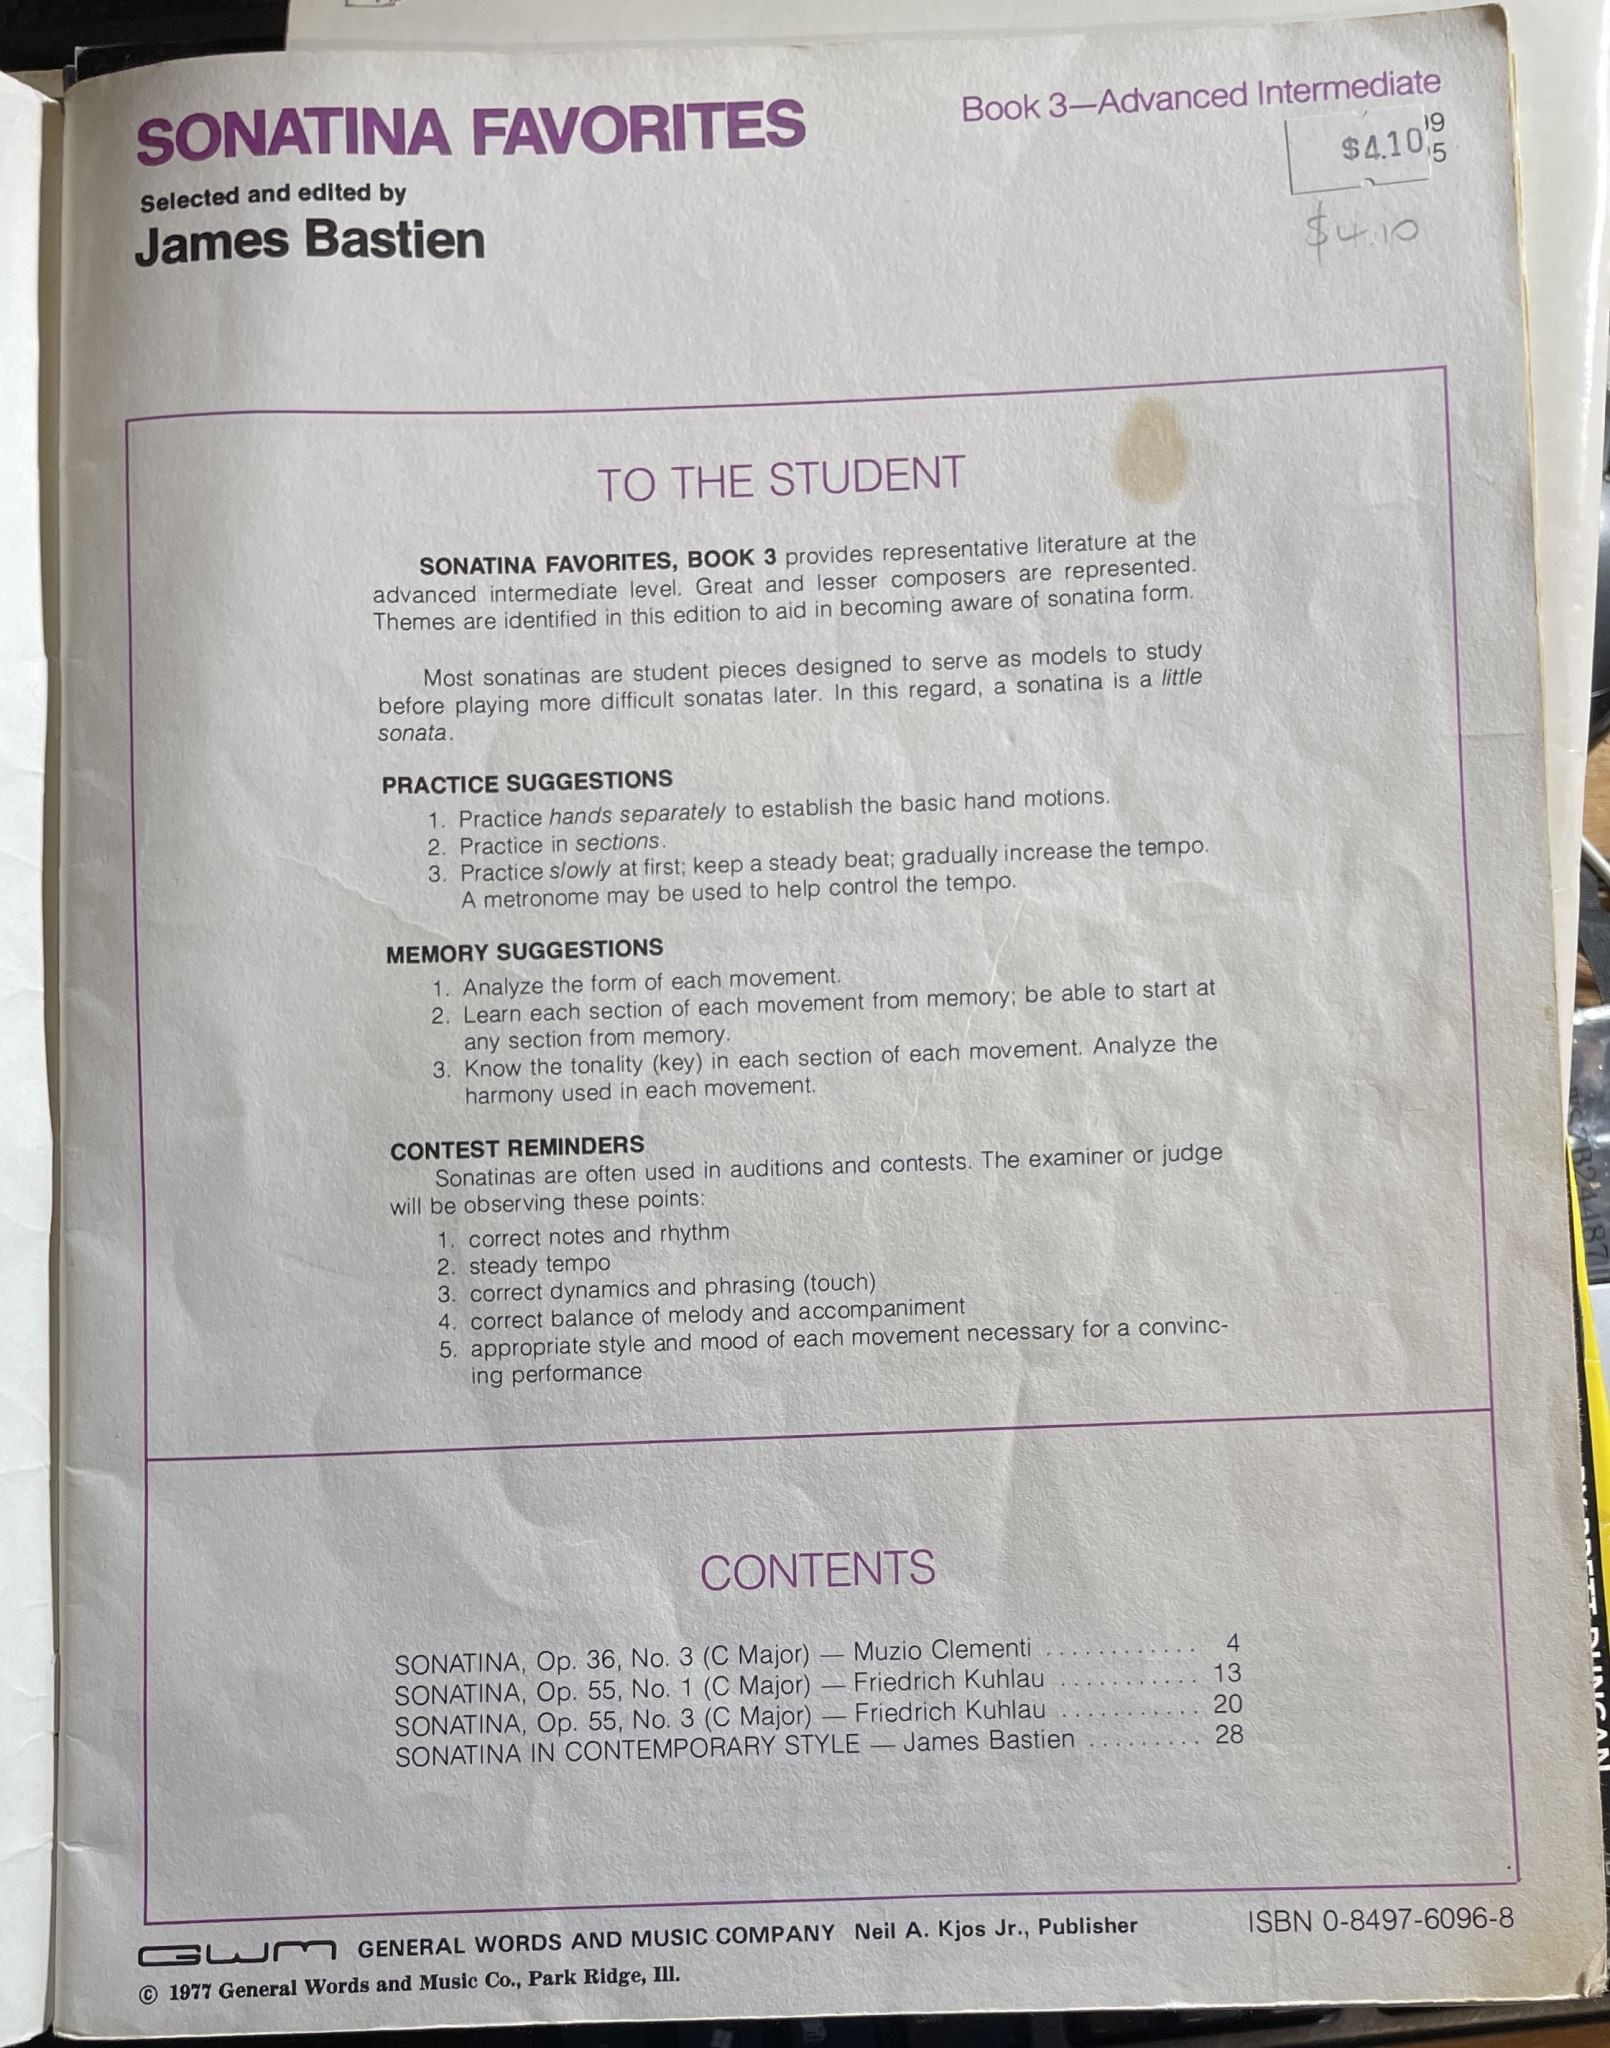 SONATINA FAVORITES
Book 3—Advanced Intermediate
$4.10
$4.10
Selected and edited by
James Bastien
TO THE STUDENT
SONATINA FAVORITES, BOOK 3 provides representative literature at the
advanced intermediate level. Great and lesser composers are represented.
Themes are identified in this edition to aid in becoming aware of sonatina form.
Most sonatinas are student pieces designed to serve as models to study
before playing more difficult sonatas later. In this regard, a sonatina is a little
sonata.
PRACTICE SUGGESTIONS
1. Practice hands separately to establish the basic hand motions.
2. Practice in sections.
3. Practice slowly at first; keep a steady beat; gradually increase the tempo.
A metronome may be used to help control the tempo.
MEMORY SUGGESTIONS
1. Analyze the form of each movement.
2. Learn each section of each movement from memory; be able to start at
any section from memory.
3. Know the tonality (key) in each section of each movement. Analyze the
harmony used in each movement.
CONTEST REMINDERS
Sonatinas are often used in auditions and contests. The examiner or judge
will be observing these points:
1. correct notes and rhythm
2. steady tempo
3. correct dynamics and phrasing (touch)
4. correct balance of melody and accompaniment
5. appropriate style and mood of each movement necessary for a convinc-
ing performance
CONTENTS
SONATINA, Op. 36, No. 3 (C Major) — Muzio Clementi ............ 4
SONATINA, Op. 55, No. 1 (C Major) — Friedrich Kuhlau ........... 13
SONATINA, Op. 55, No. 3 (C Major) — Friedrich Kuhlau ........... 20
SONATINA IN CONTEMPORARY STYLE — James Bastien ......... 28
GWM GENERAL WORDS AND MUSIC COMPANY Neil A. Kjos Jr., Publisher
ISBN 0-8497-6096-8
© 1977 General Words and Music Co., Park Ridge, Ill.